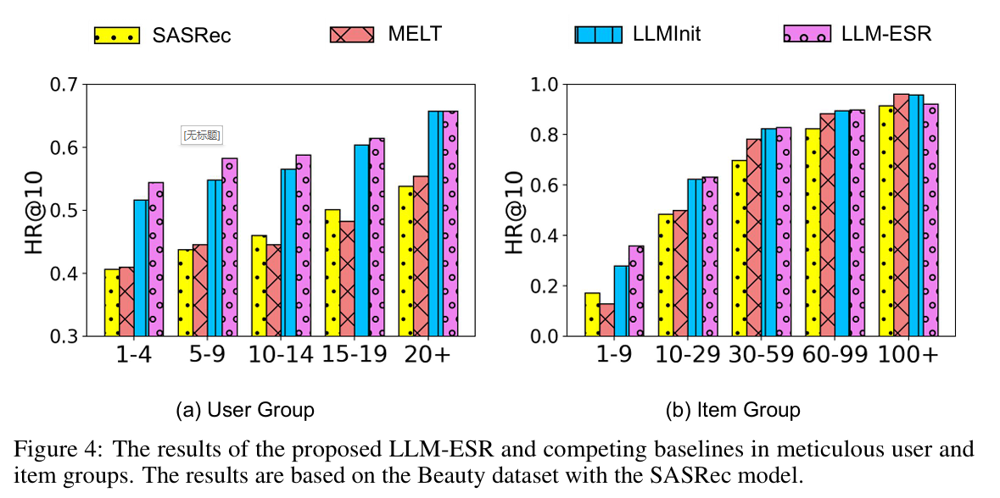 SASRec MELT LLMInit LLM-ESR
0.7
0.6
0.5
0.4
0.3
HR@10
[无标题]
1-4 5-9 10-14 15-19 20+
(a) User Group
1.0
0.8
0.6
0.4
0.2
0.0
HR@10
1-9 10-29 30-59 60-99 100+
(b) Item Group
Figure 4: The results of the proposed LLM-ESR and competing baselines in meticulous user and
item groups. The results are based on the Beauty dataset with the SASRec model.